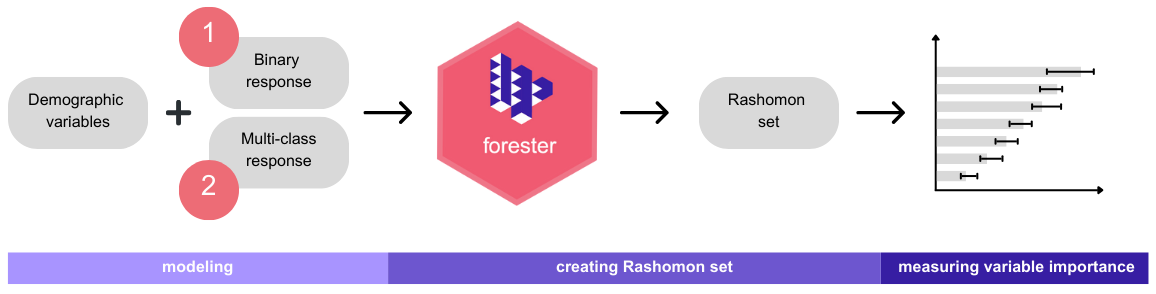 Demographic
variables
1
Binary
response
Multi-class
response
2
forester
Rashomon
set
modeling
creating Rashomon set
measuring variable importance